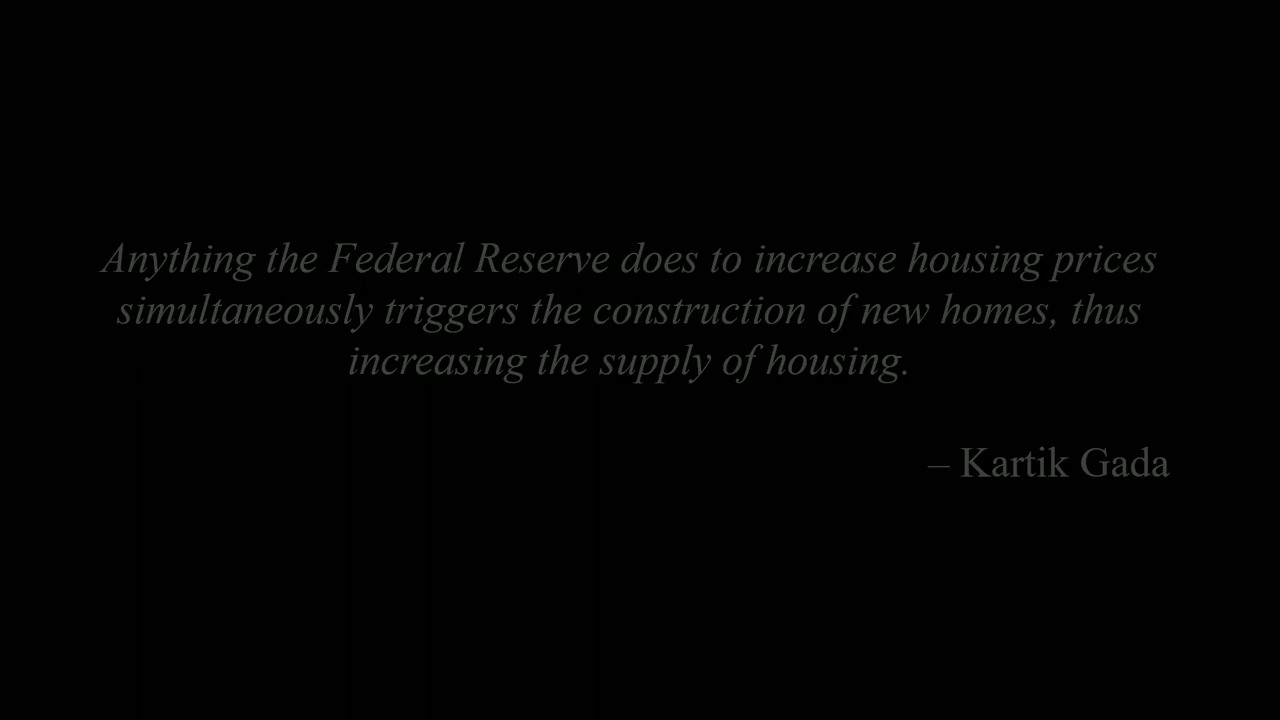 Anything the Federal Reserve does to increase housing prices
simultaneously triggers the construction of new homes, thus
increasing the supply of housing.
– Kartik Gada